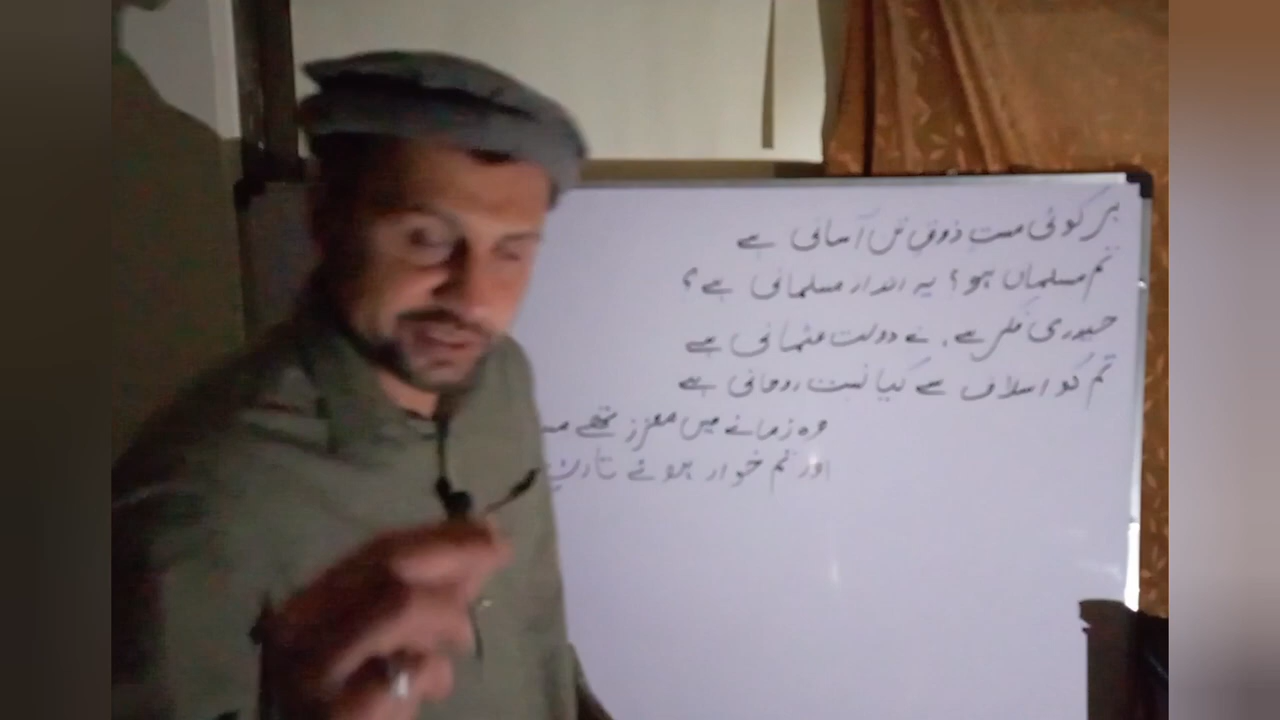 ہر کوئی مستِ ذوقِ تن آسانی ہے
تم مسلماں ہو؟ یہ اندازِ مسلمانی ہے؟
حیدری فقر ہے، نے دولت عثمانی ہے
تم کو اسلاف سے کیا نسبت روحانی ہے
وہ زمانے میں معزز تھے
اور تم خوار ہوئے تارکِ